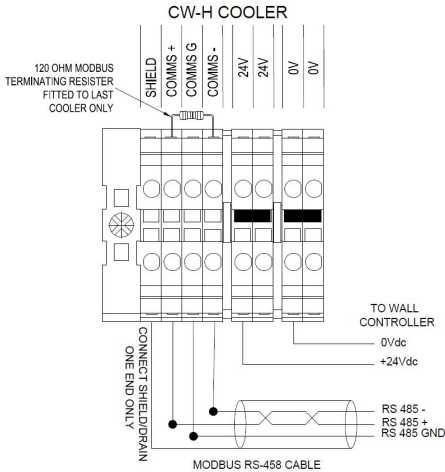 CW-H COOLER
120 OHM MODBUS
TERMINATING RESISTER
FITTED TO LAST
COOLER ONLY
SHIELD
COMMS +
COMMS G
COMMS -
24V
24V
0V
0V
TO WALL
CONTROLLER
0Vdc
+24Vdc
CONNECT SHIELD/DRAIN
ONE END ONLY
RS 485 -
RS 485 +
RS 485 GND
MODBUS RS-458 CABLE